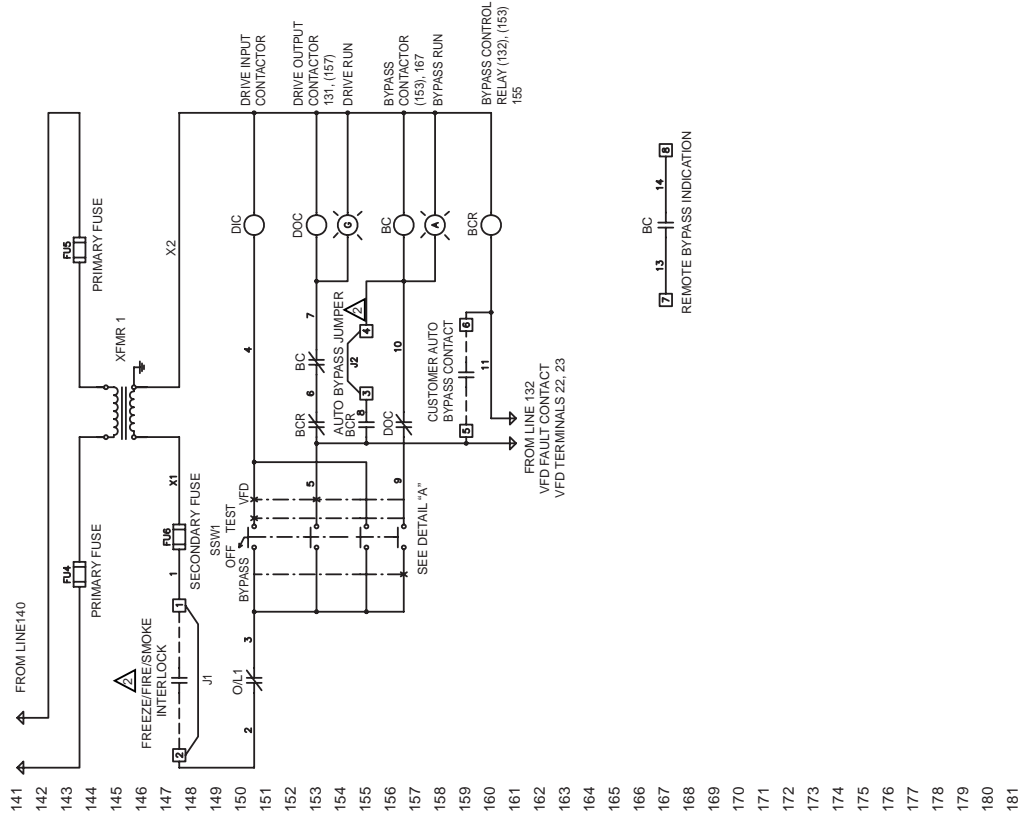 141
142
143
144
145
146
147
148
149
150
151
152
153
154
155
156
157
158
159
160
161
162
163
164
165
166
167
168
169
170
171
172
173
174
175
176
177
178
179
180
181
FROM LINE140
FU4
PRIMARY FUSE
FU5
PRIMARY FUSE
XFMR 1
2
FREEZE/FIRE/SMOKE
INTERLOCK
2
1
J1
1
FU6
SECONDARY FUSE
X1
X2
2
O/L1
3
SSW1
OFF
TEST
BYPASS
VFD
4
DIC
DRIVE INPUT
CONTACTOR
5
BCR
6
BC
7
DOC
DRIVE OUTPUT
CONTACTOR
131, (157)
G
DRIVE RUN
AUTO BYPASS JUMPER
2
BCR
8
3
J2
4
9
DOC
10
BC
BYPASS
CONTACTOR
(153), 167
A
BYPASS RUN
SEE DETAIL "A"
CUSTOMER AUTO
BYPASS CONTACT
5
6
11
BCR
BYPASS CONTROL
RELAY (132), (153)
155
FROM LINE 132
VFD FAULT CONTACT
VFD TERMINALS 22, 23
7
13
BC
14
8
REMOTE BYPASS INDICATION